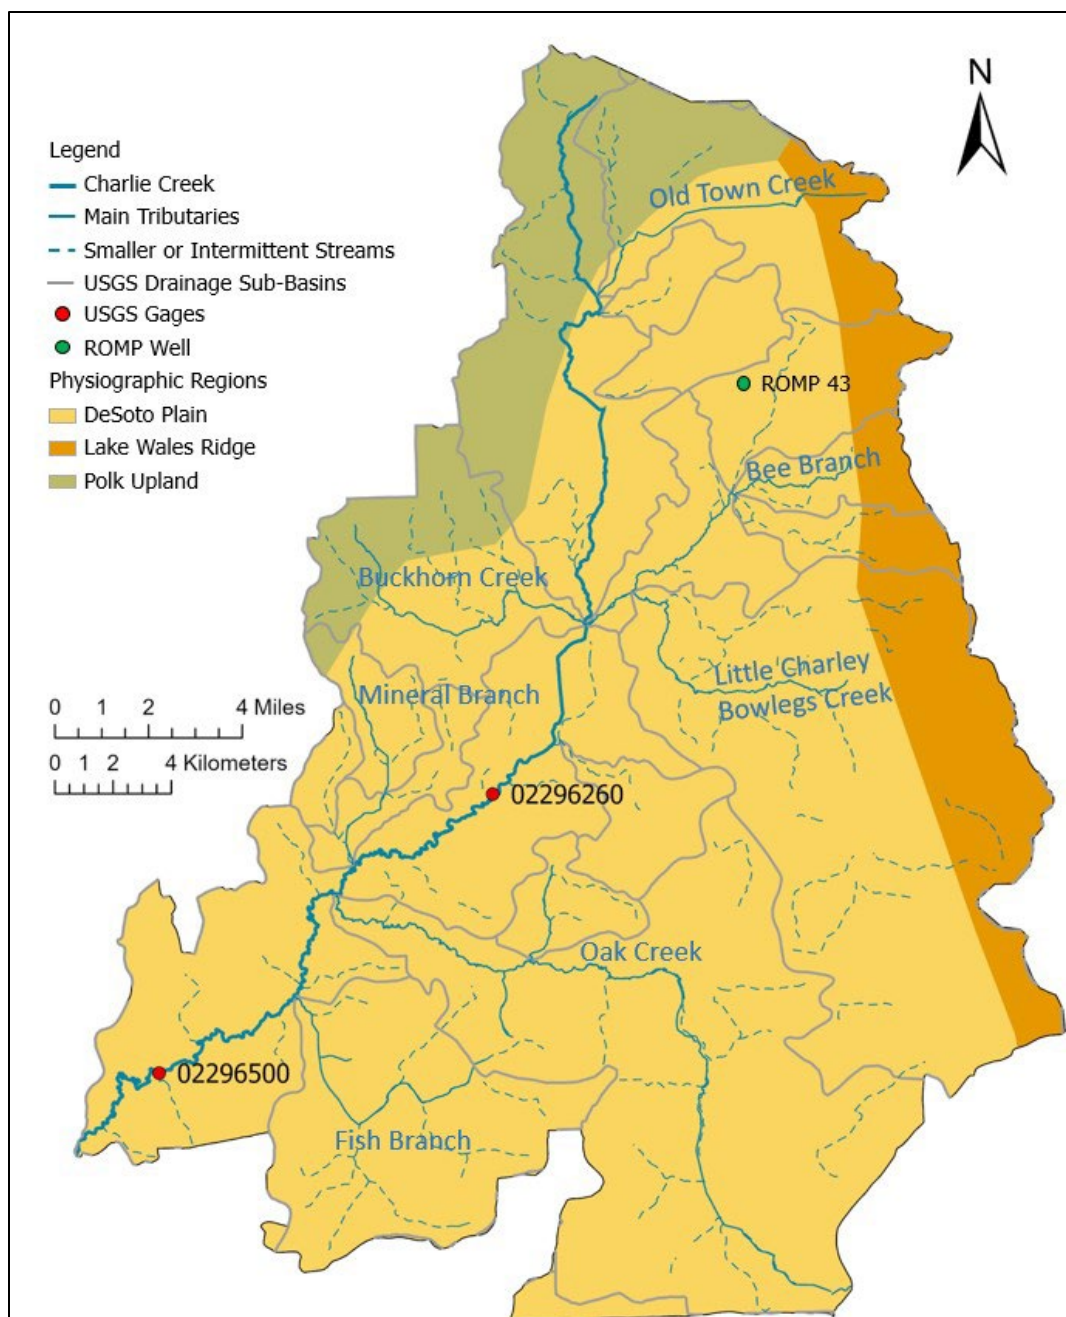 N
Legend
Charlie Creek
Main Tributaries
Smaller or Intermittent Streams
USGS Drainage Sub-Basins
USGS Gages
ROMP Well
Physiographic Regions
DeSoto Plain
Lake Wales Ridge
Polk Upland
Old Town Creek
ROMP 43
Bee Branch
Buckhorn Creek
Little Charley
Bowlegs Creek
Mineral Branch
0 1 2 4 Miles
0 1 2 4 Kilometers
02296260
Oak Creek
02296500
Fish Branch